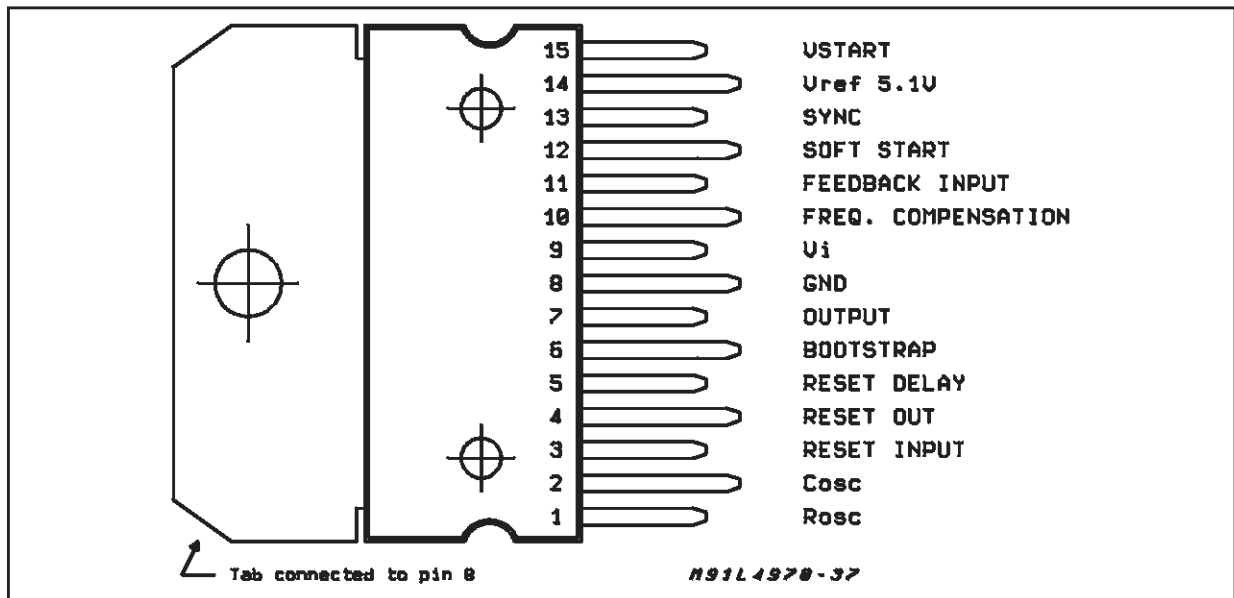 15 VSTART
14 Vref 5.1V
13 SYNC
12 SOFT START
11 FEEDBACK INPUT
10 FREQ. COMPENSATION
9 Vi
8 GND
7 OUTPUT
6 BOOTSTRAP
5 RESET DELAY
4 RESET OUT
3 RESET INPUT
2 Cosc
1 Rosc
Tab connected to pin 8
M91L4970-37